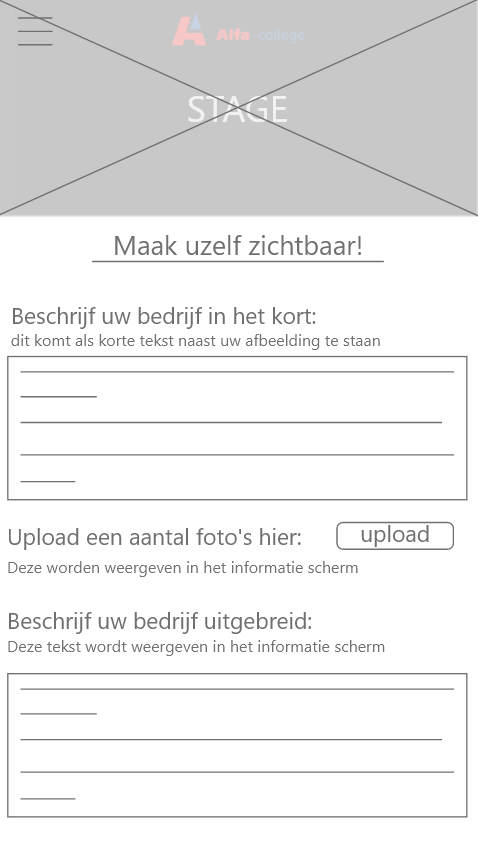 Alfa-college
STAGE
Maak uzelf zichtbaar!
Beschrijf uw bedrijf in het kort:
dit komt als korte tekst naast uw afbeelding te staan
Upload een aantal foto's hier:
upload
Deze worden weergeven in het informatie scherm
Beschrijf uw bedrijf uitgebreid:
Deze tekst wordt weergeven in het informatie scherm